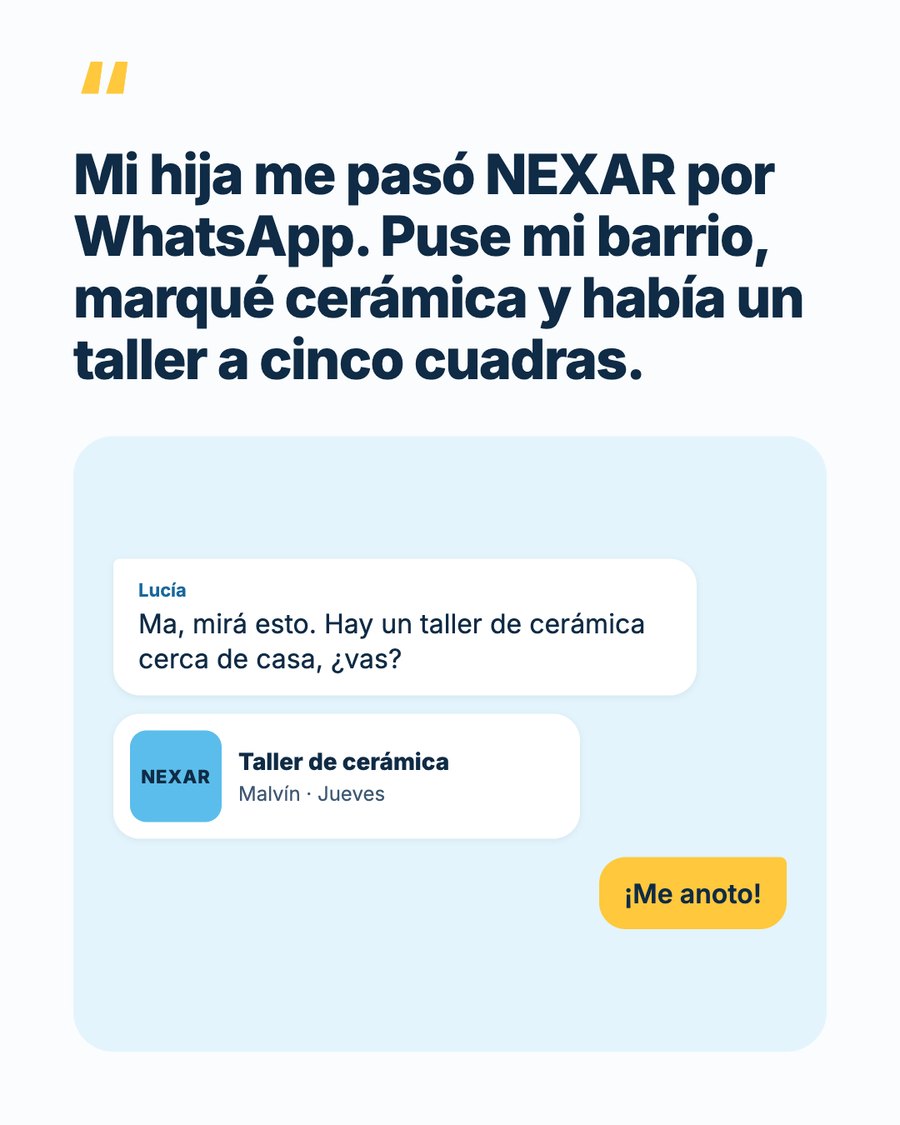 “
Mi hija me pasó NEXAR por
WhatsApp. Puse mi barrio,
marqué cerámica y había un
taller a cinco cuadras.
Lucía
Ma, mirá esto. Hay un taller de cerámica
cerca de casa, ¿vas?
NEXAR
Taller de cerámica
Malvín · Jueves
¡Me anoto!